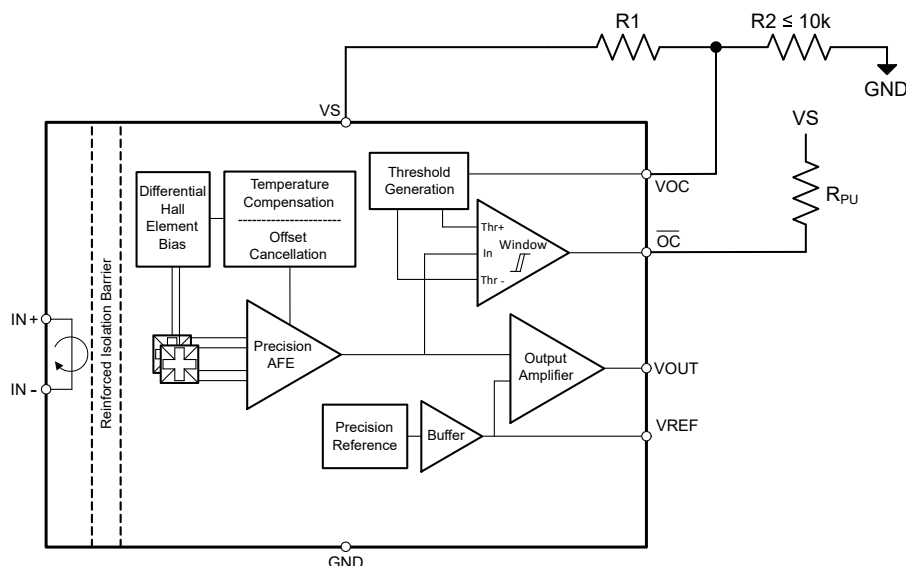 R1
R2 ≤ 10k
GND
VS
VS
R_PU
Reinforced Isolation Barrier
Differential
Hall
Element
Bias
Temperature
Compensation
Offset
Cancellation
Threshold
Generation
VOC
Thr+
In
Window
Thr -
OC
IN +
IN -
Precision
AFE
Output
Amplifier
VOUT
Precision
Reference
Buffer
VREF
GND